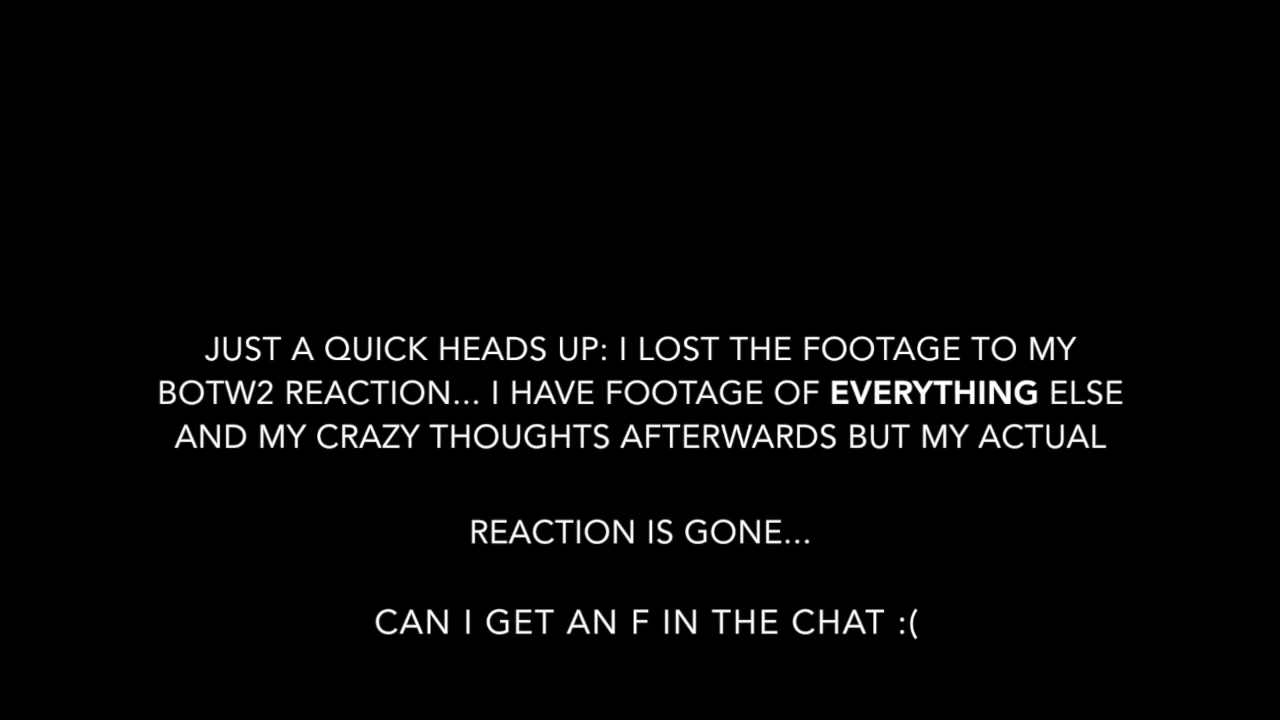 JUST A QUICK HEADS UP: I LOST THE FOOTAGE TO MY
BOTW2 REACTION... I HAVE FOOTAGE OF EVERYTHING ELSE
AND MY CRAZY THOUGHTS AFTERWARDS BUT MY ACTUAL
REACTION IS GONE...
CAN I GET AN F IN THE CHAT :(